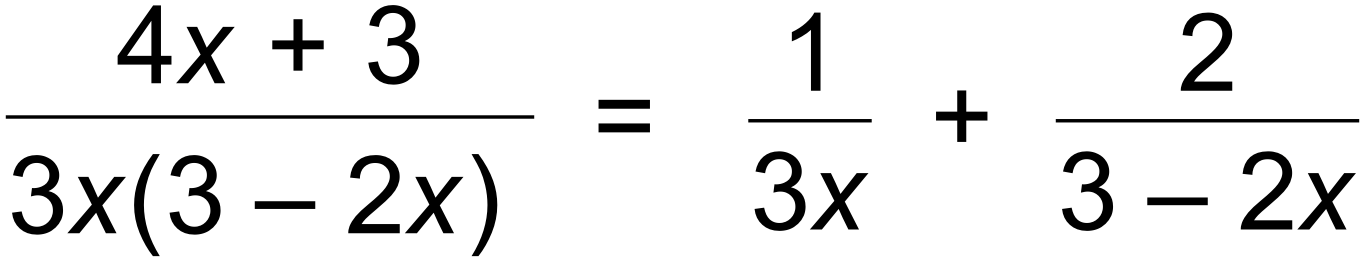 4x + 3 / 3x(3 – 2x) = 1 / 3x + 2 / 3 – 2x